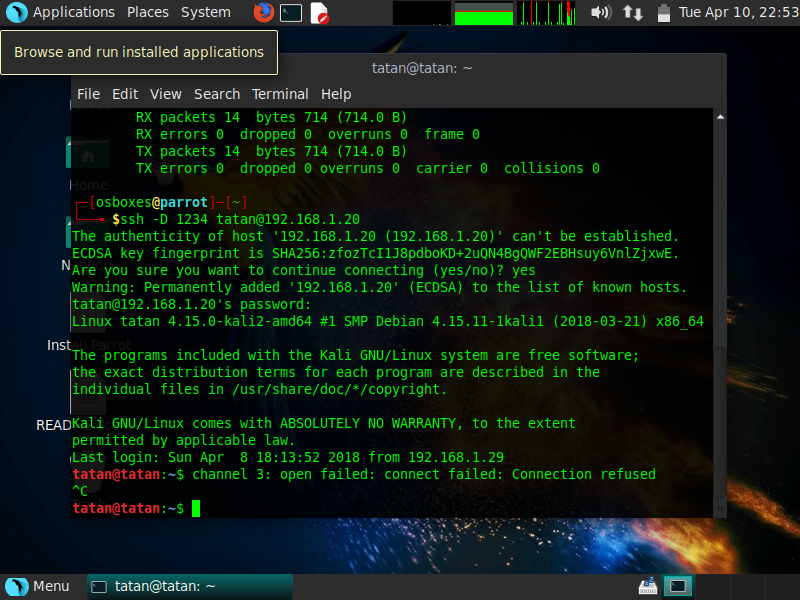 Applications Places System
Tue Apr 10, 22:53
Browse and run installed applications
tatan@tatan: ~
File Edit View Search Terminal Help
RX packets 14 bytes 714 (714.0 B)
RX errors 0 dropped 0 overruns 0 frame 0
TX packets 14 bytes 714 (714.0 B)
TX errors 0 dropped 0 overruns 0 carrier 0 collisions 0
[osboxes@parrot]─[~]
$ssh -D 1234 tatan@192.168.1.20
The authenticity of host '192.168.1.20 (192.168.1.20)' can't be established.
ECDSA key fingerprint is SHA256:zfozTcI1J8pdboKD+2uQN4BgQWF2EBHsuy6VnlZjxwE.
Are you sure you want to continue connecting (yes/no)? yes
Warning: Permanently added '192.168.1.20' (ECDSA) to the list of known hosts.
tatan@192.168.1.20's password:
Linux tatan 4.15.0-kali2-amd64 #1 SMP Debian 4.15.11-1kali1 (2018-03-21) x86_64
The programs included with the Kali GNU/Linux system are free software;
the exact distribution terms for each program are described in the
individual files in /usr/share/doc/*/copyright.
Kali GNU/Linux comes with ABSOLUTELY NO WARRANTY, to the extent
permitted by applicable law.
Last login: Sun Apr  8 18:13:52 2018 from 192.168.1.29
tatan@tatan:~$ channel 3: open failed: connect failed: Connection refused
^C
tatan@tatan:~$
Home
Install Parrot
READ
Menu
tatan@tatan: ~